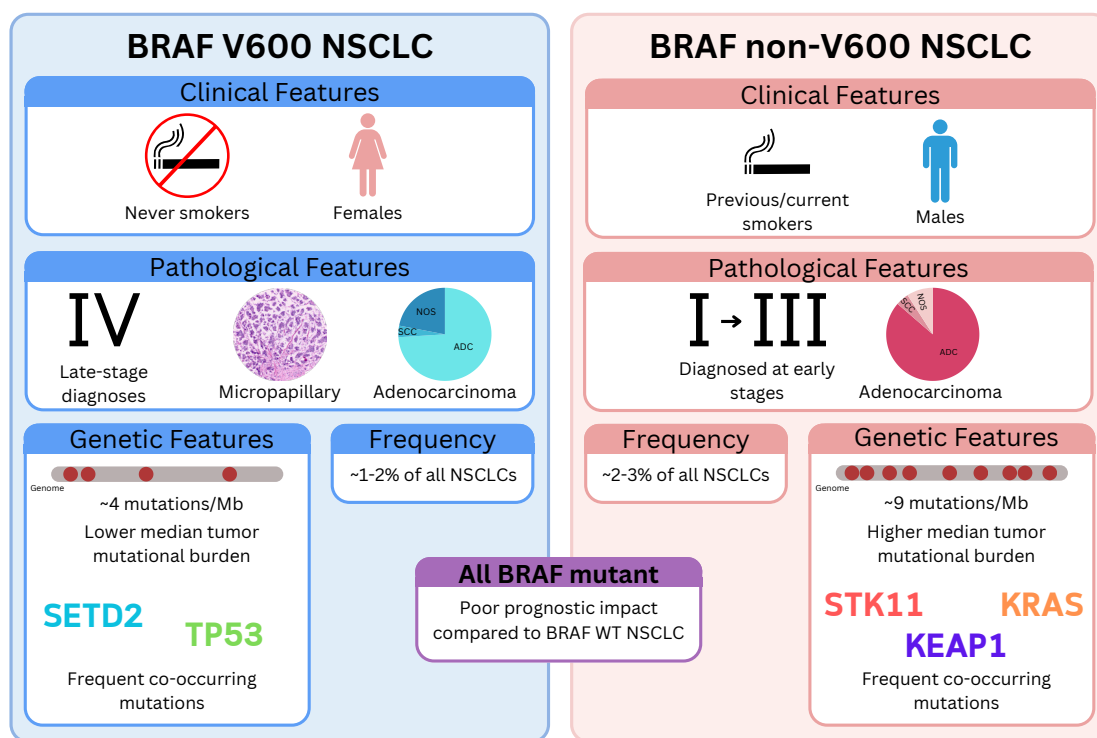 BRAF V600 NSCLC
Clinical Features
Never smokers
Females
Pathological Features
IV
Late-stage
diagnoses
Micropapillary
NOS
SCC
ADC
Adenocarcinoma
Genetic Features
Genome
~4 mutations/Mb
Lower median tumor
mutational burden
SETD2
TP53
Frequent co-occurring
mutations
Frequency
~1-2% of all NSCLCs
All BRAF mutant
Poor prognostic impact
compared to BRAF WT NSCLC
BRAF non-V600 NSCLC
Clinical Features
Previous/current
smokers
Males
Pathological Features
I → III
Diagnosed at early
stages
NOS
SCC
ADC
Adenocarcinoma
Frequency
~2-3% of all NSCLCs
Genetic Features
Genome
~9 mutations/Mb
Higher median tumor
mutational burden
STK11
KRAS
KEAP1
Frequent co-occurring
mutations